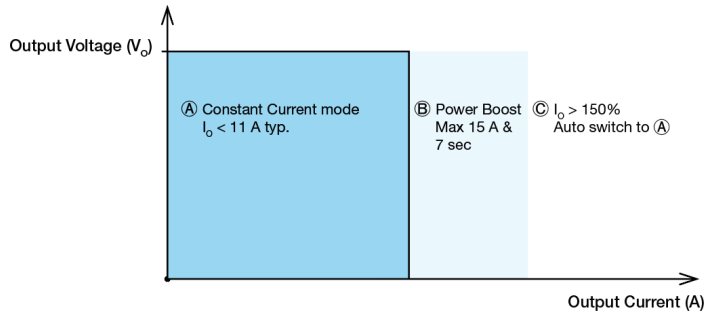 Output Voltage (Vo)
Ⓐ Constant Current mode
Io < 11 A typ.
Ⓑ Power Boost
Max 15 A &
7 sec
Ⓒ Io > 150%
Auto switch to Ⓐ
Output Current (A)